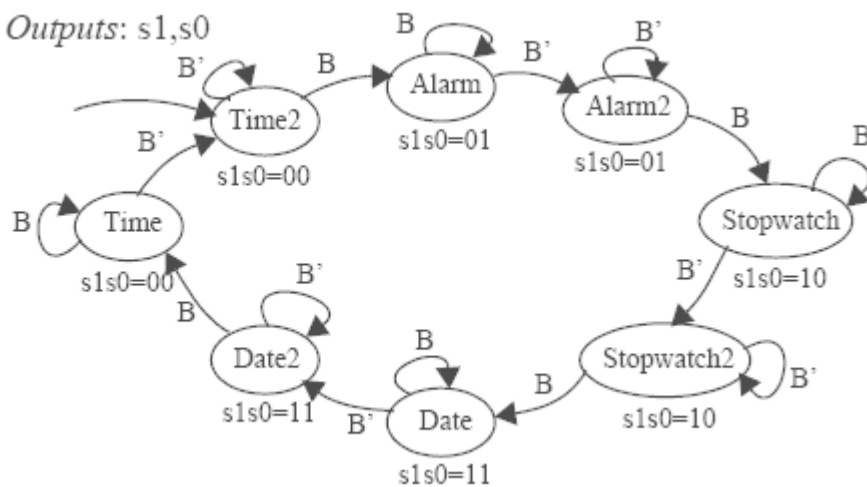 Outputs: s1,s0
B’
B
B
B’
B’
Time2
s1s0=00
Alarm
s1s0=01
Alarm2
s1s0=01
B
B
B’
B
Time
s1s0=00
Stopwatch
s1s0=10
B’
B
B’
Date2
s1s0=11
B
B’
Date
s1s0=11
B
Stopwatch2
s1s0=10
B’